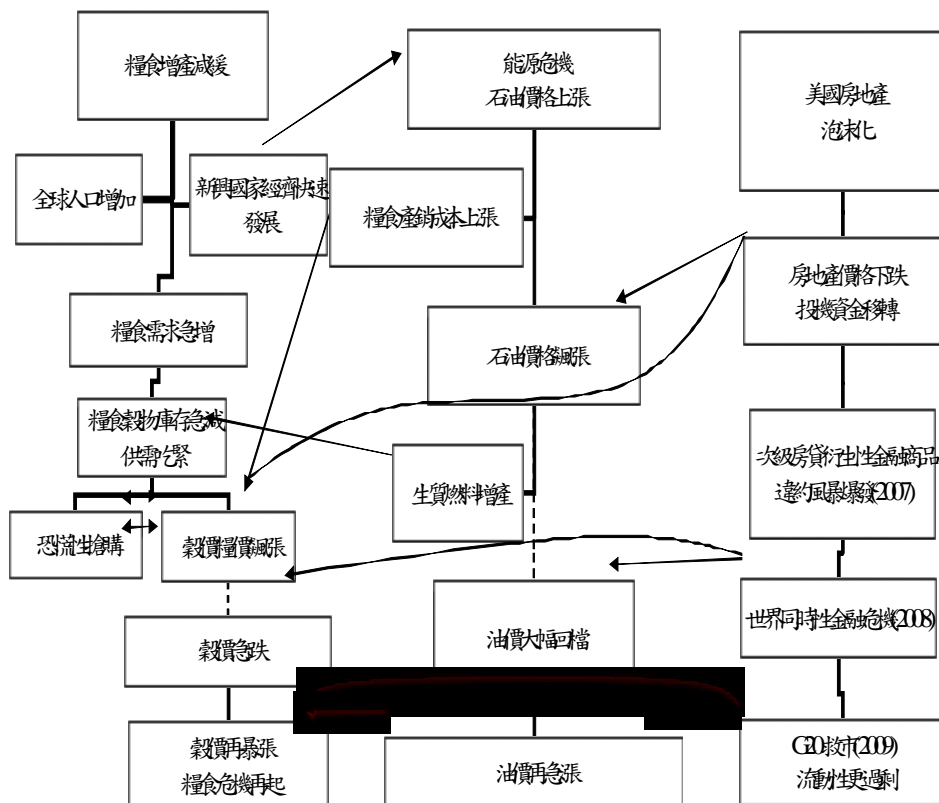 糧食增產減緩
能源危機
石油價格上漲
美國房地產
泡沫化
全球人口增加
新興國家經濟快速
發展
糧食產銷成本上漲
房地產價格下跌
投機資金移轉
糧食需求急增
石油價格飆漲
糧食穀物庫存急減
供需吃緊
生質燃料增產
次級房貸衍生性金融商品
違約風暴爆發(2007)
恐慌性搶購
穀價糧價飆漲
世界同時性金融危機(2008)
穀價急跌
油價大幅回檔
穀價再暴漲
糧食危機再起
油價再急漲
G20救市(2009)
流動性更過剩